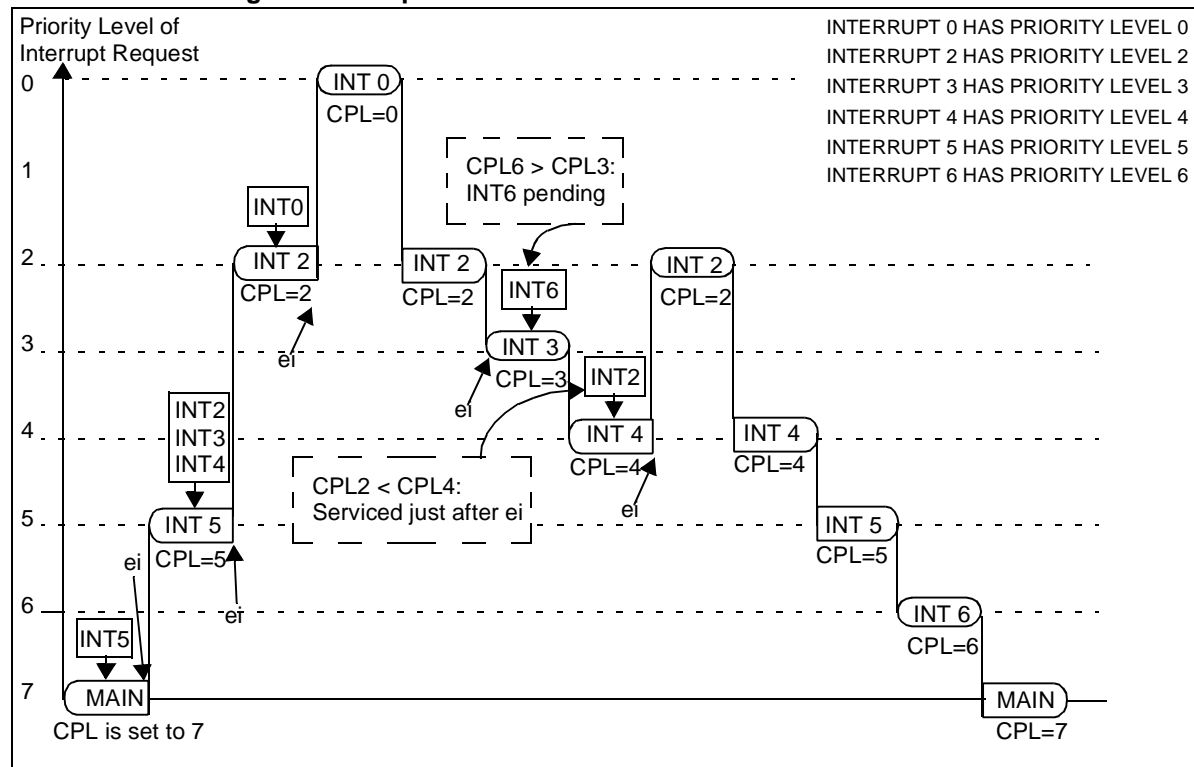 Priority Level of
Interrupt Request
INTERRUPT 0 HAS PRIORITY LEVEL 0
INTERRUPT 2 HAS PRIORITY LEVEL 2
INTERRUPT 3 HAS PRIORITY LEVEL 3
INTERRUPT 4 HAS PRIORITY LEVEL 4
INTERRUPT 5 HAS PRIORITY LEVEL 5
INTERRUPT 6 HAS PRIORITY LEVEL 6
0
INT 0
CPL=0
1
CPL6 > CPL3:
INT6 pending
INT0
2
INT 2
CPL=2
ei
INT 2
CPL=2
INT6
INT 2
CPL=2
3
INT 3
CPL=3
ei
INT2
INT2
INT3
INT4
4
INT 4
CPL=4
ei
INT 4
CPL=4
CPL2 < CPL4:
Serviced just after ei
5
INT 5
CPL=5
ei
ei
INT 5
CPL=5
6
INT5
INT 6
CPL=6
7
MAIN
CPL is set to 7
MAIN
CPL=7